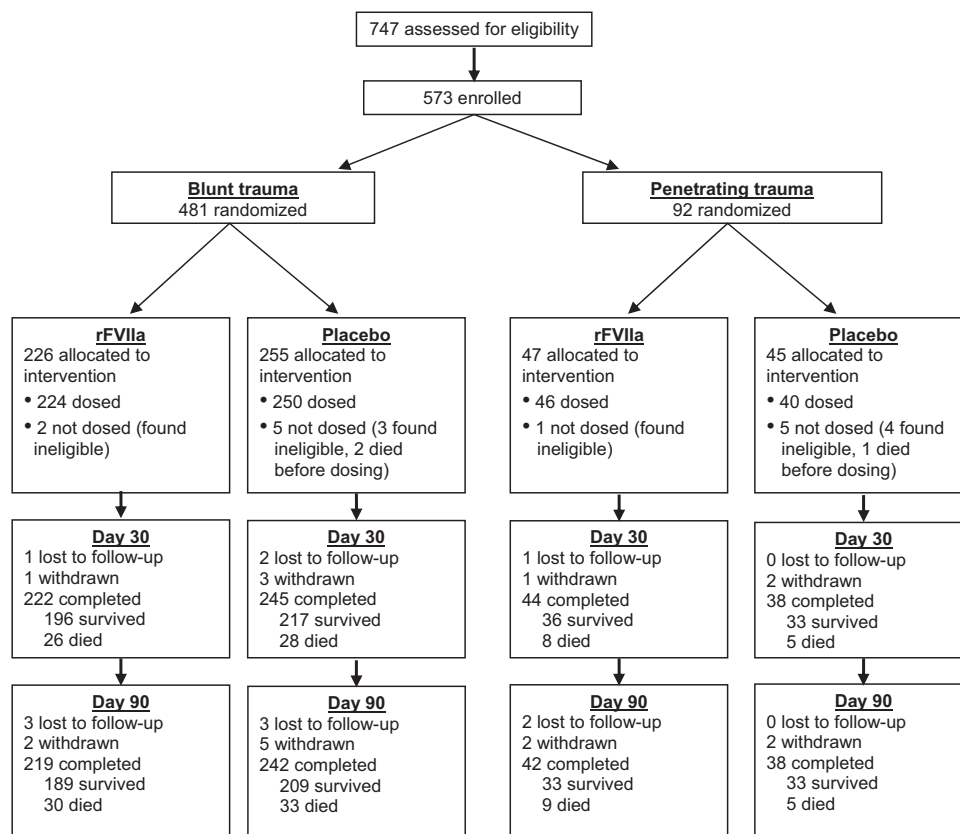 747 assessed for eligibility
573 enrolled
Blunt trauma
481 randomized
Penetrating trauma
92 randomized
rFVIIa
226 allocated to
intervention
• 224 dosed
• 2 not dosed (found
ineligible)
Placebo
255 allocated to
intervention
• 250 dosed
• 5 not dosed (3 found
ineligible, 2 died
before dosing)
rFVIIa
47 allocated to
intervention
• 46 dosed
• 1 not dosed (found
ineligible)
Placebo
45 allocated to
intervention
• 40 dosed
• 5 not dosed (4 found
ineligible, 1 died
before dosing)
Day 30
1 lost to follow-up
1 withdrawn
222 completed
196 survived
26 died
Day 30
2 lost to follow-up
3 withdrawn
245 completed
217 survived
28 died
Day 30
1 lost to follow-up
1 withdrawn
44 completed
36 survived
8 died
Day 30
0 lost to follow-up
2 withdrawn
38 completed
33 survived
5 died
Day 90
3 lost to follow-up
2 withdrawn
219 completed
189 survived
30 died
Day 90
3 lost to follow-up
5 withdrawn
242 completed
209 survived
33 died
Day 90
2 lost to follow-up
2 withdrawn
42 completed
33 survived
9 died
Day 90
0 lost to follow-up
2 withdrawn
38 completed
33 survived
5 died